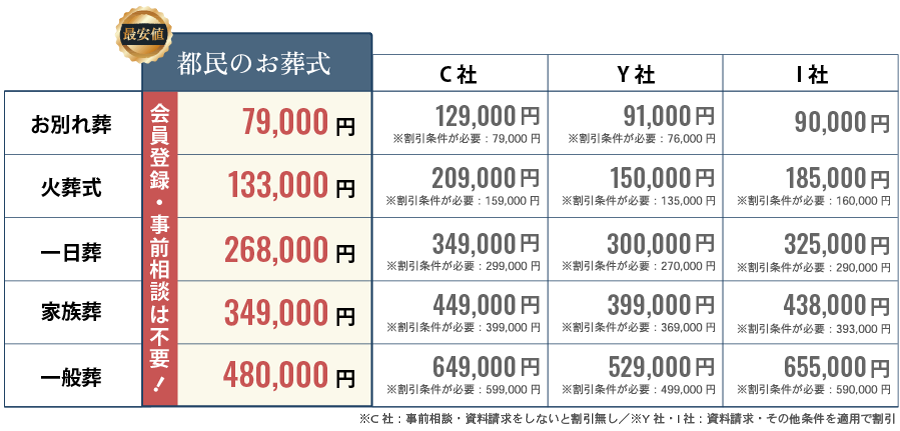 最安値
都民のお葬式
C社
Y社
I社
会員登録・事前相談は不要!
お別れ葬
79,000円
129,000円
※割引条件が必要:79,000円
91,000円
※割引条件が必要:76,000円
90,000円
火葬式
133,000円
209,000円
※割引条件が必要:159,000円
150,000円
※割引条件が必要:135,000円
185,000円
※割引条件が必要:160,000円
一日葬
268,000円
349,000円
※割引条件が必要:299,000円
300,000円
※割引条件が必要:270,000円
325,000円
※割引条件が必要:290,000円
家族葬
349,000円
449,000円
※割引条件が必要:399,000円
399,000円
※割引条件が必要:369,000円
438,000円
※割引条件が必要:393,000円
一般葬
480,000円
649,000円
※割引条件が必要:599,000円
529,000円
※割引条件が必要:499,000円
655,000円
※割引条件が必要:590,000円
※C社:事前相談・資料請求をしないと割引無し/※Y社・I社:資料請求・その他条件を適用で割引